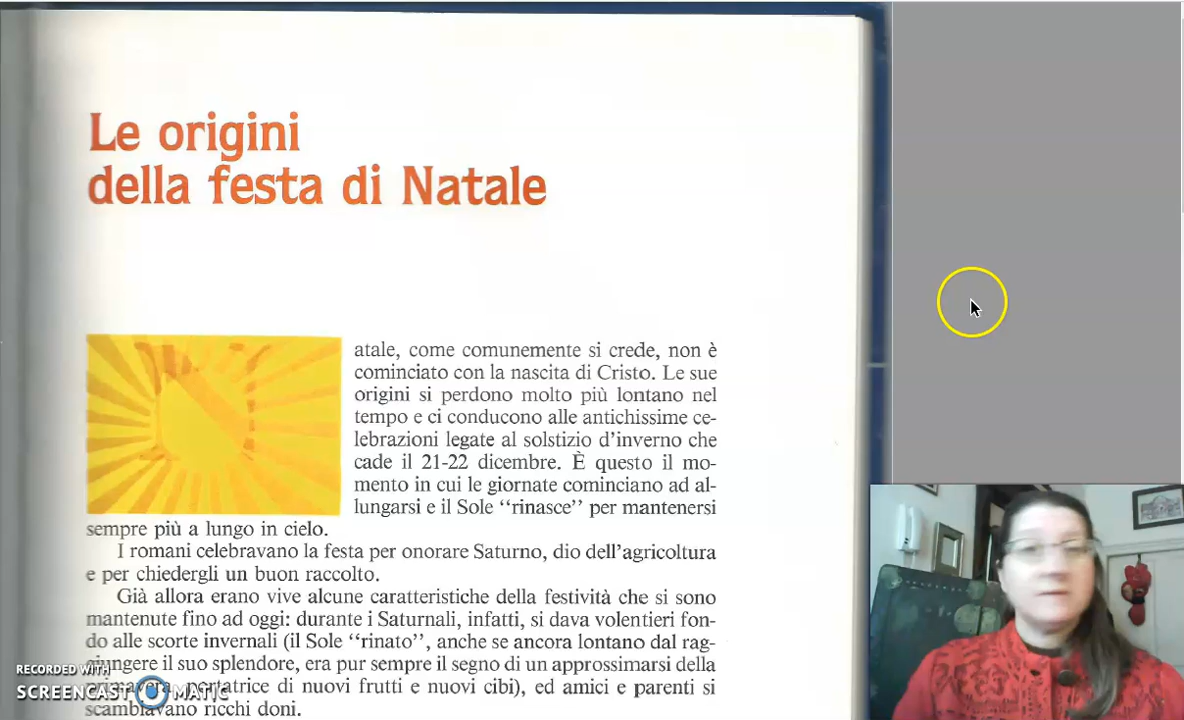 Le origini
della festa di Natale
atale, come comunemente si crede, non è
cominciato con la nascita di Cristo. Le sue
origini si perdono molto più lontano nel
tempo e ci conducono alle antichissime ce-
lebrazioni legate al solstizio d'inverno che
cade il 21-22 dicembre. È questo il mo-
mento in cui le giornate cominciano ad al-
lungarsi e il Sole "rinasce" per mantenersi
sempre più a lungo in cielo.
I romani celebravano la festa per onorare Saturno, dio dell'agricoltura
e per chiedergli un buon raccolto.
Già allora erano vive alcune caratteristiche della festività che si sono
mantenute fino ad oggi: durante i Saturnali, infatti, si dava volentieri fon-
do alle scorte invernali (il Sole "rinato", anche se ancora lontano dal rag-
giungere il suo splendore, era pur sempre il segno di un approssimarsi della
primavera, portatrice di nuovi frutti e nuovi cibi), ed amici e parenti si
scambiavano ricchi doni.
RECORDED WITH
SCREENCAST MATIC